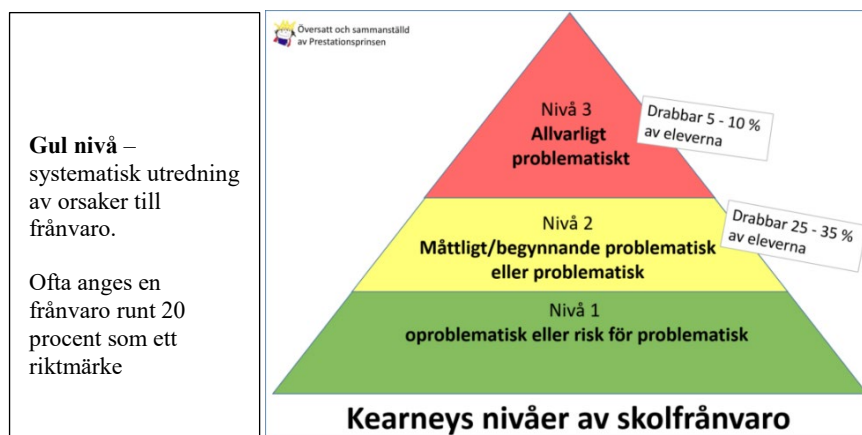 Gul nivå –
systematisk utredning
av orsaker till
frånvaro.
Ofta anges en
frånvaro runt 20
procent som ett
riktmärke
Översatt och sammanställd
av Prestationsprinsen
Nivå 3
Allvarligt
problematiskt
Drabbar 5 - 10 %
av eleverna
Nivå 2
Måttligt/begynnande problematisk
eller problematisk
Drabbar 25 - 35 %
av eleverna
Nivå 1
oproblematisk eller risk för problematisk
Kearneys nivåer av skolfrånvaro